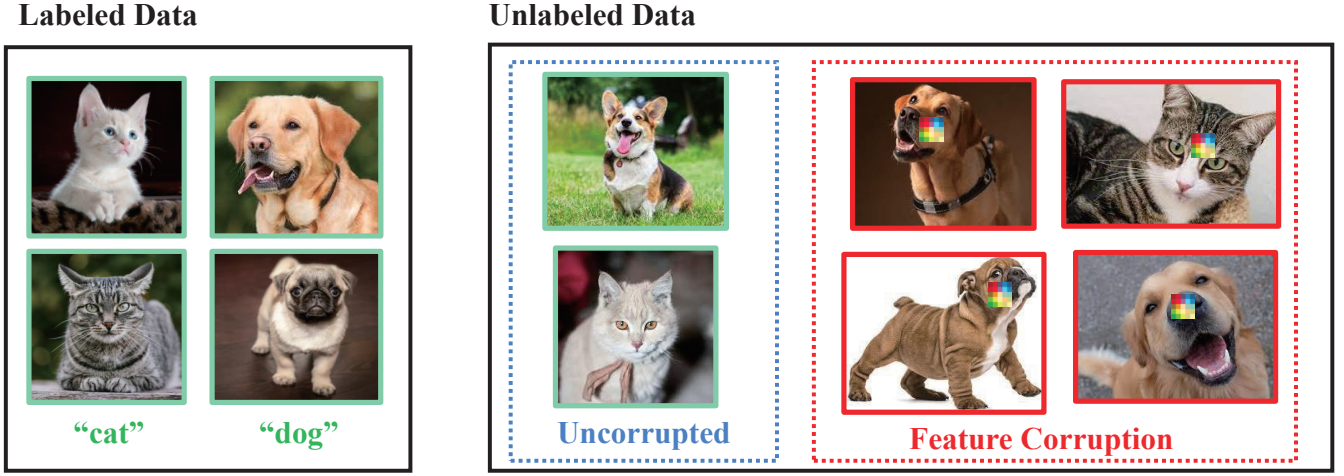 Labeled Data
Unlabeled Data
“cat”
“dog”
Uncorrupted
Feature Corruption